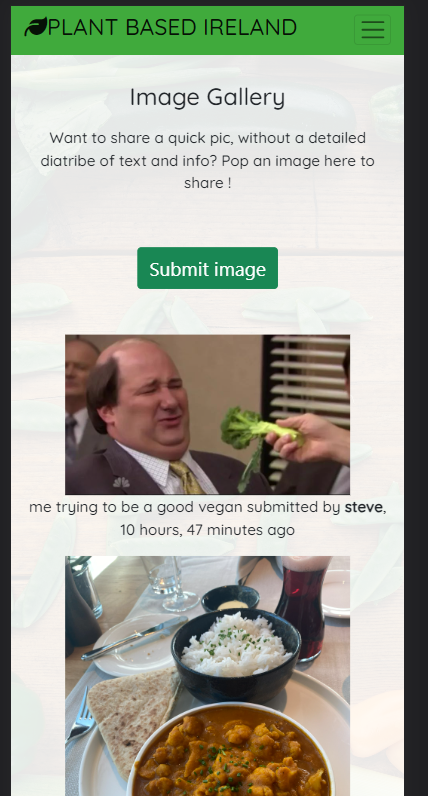 PLANT BASED IRELAND
Image Gallery
Want to share a quick pic, without a detailed
diatribe of text and info? Pop an image here to
share !
Submit image
me trying to be a good vegan submitted by steve,
10 hours, 47 minutes ago